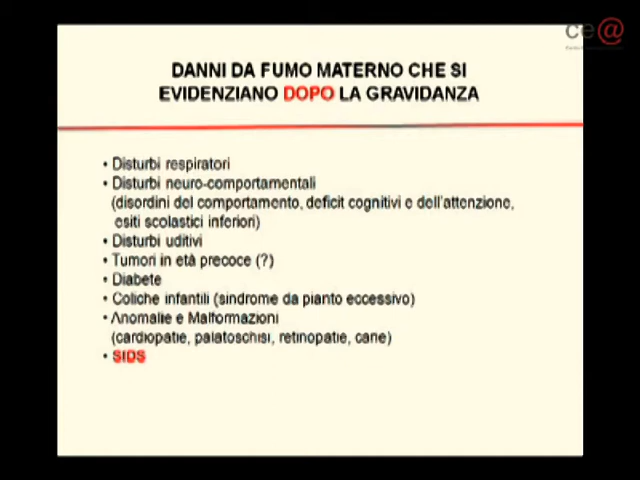 ce@
DANNI DA FUMO MATERNO CHE SI
EVIDENZIANO DOPO LA GRAVIDANZA
• Disturbi respiratori
• Disturbi neuro-comportamentali
(disordini del comportamento, deficit cognitivi e dell'attenzione,
esiti scolastici inferiori)
• Disturbi uditivi
• Tumori in età precoce (?)
• Diabete
• Coliche infantili (sindrome da pianto eccessivo)
• Anomalie e Malformazioni
(cardiopatie, palatoschisi, retinopatie, cane)
• SIDS